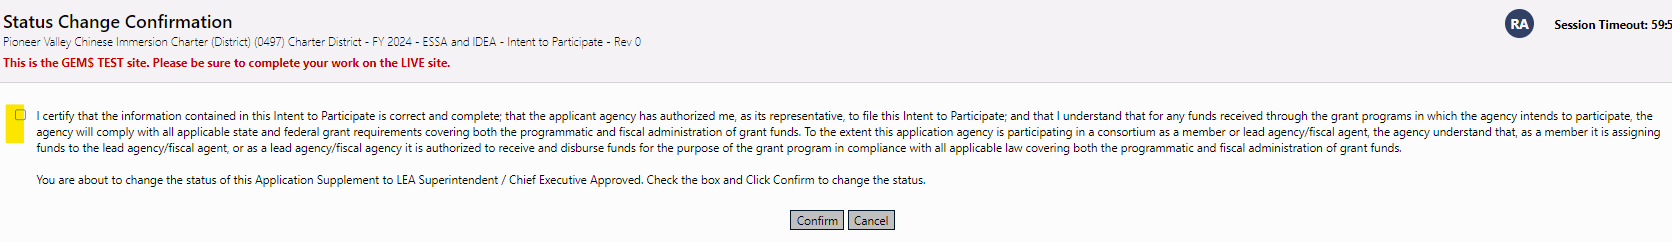 Status Change Confirmation
RA
Session Timeout: 59:5
Pioneer Valley Chinese Immersion Charter (District) (0497) Charter District - FY 2024 - ESSA and IDEA - Intent to Participate - Rev 0
This is the GEM$ TEST site. Please be sure to complete your work on the LIVE site.
I certify that the information contained in this Intent to Participate is correct and complete; that the applicant agency has authorized me, as its representative, to file this Intent to Participate; and that I understand that for any funds received through the grant programs in which the agency intends to participate, the
agency will comply with all applicable state and federal grant requirements covering both the programmatic and fiscal administration of grant funds. To the extent this application agency is participating in a consortium as a member or lead agency/fiscal agent, the agency understand that, as a member it is assigning
funds to the lead agency/fiscal agent, or as a lead agency/fiscal agency it is authorized to receive and disburse funds for the purpose of the grant program in compliance with all applicable law covering both the programmatic and fiscal administration of grant funds.
You are about to change the status of this Application Supplement to LEA Superintendent / Chief Executive Approved. Check the box and Click Confirm to change the status.
Confirm Cancel